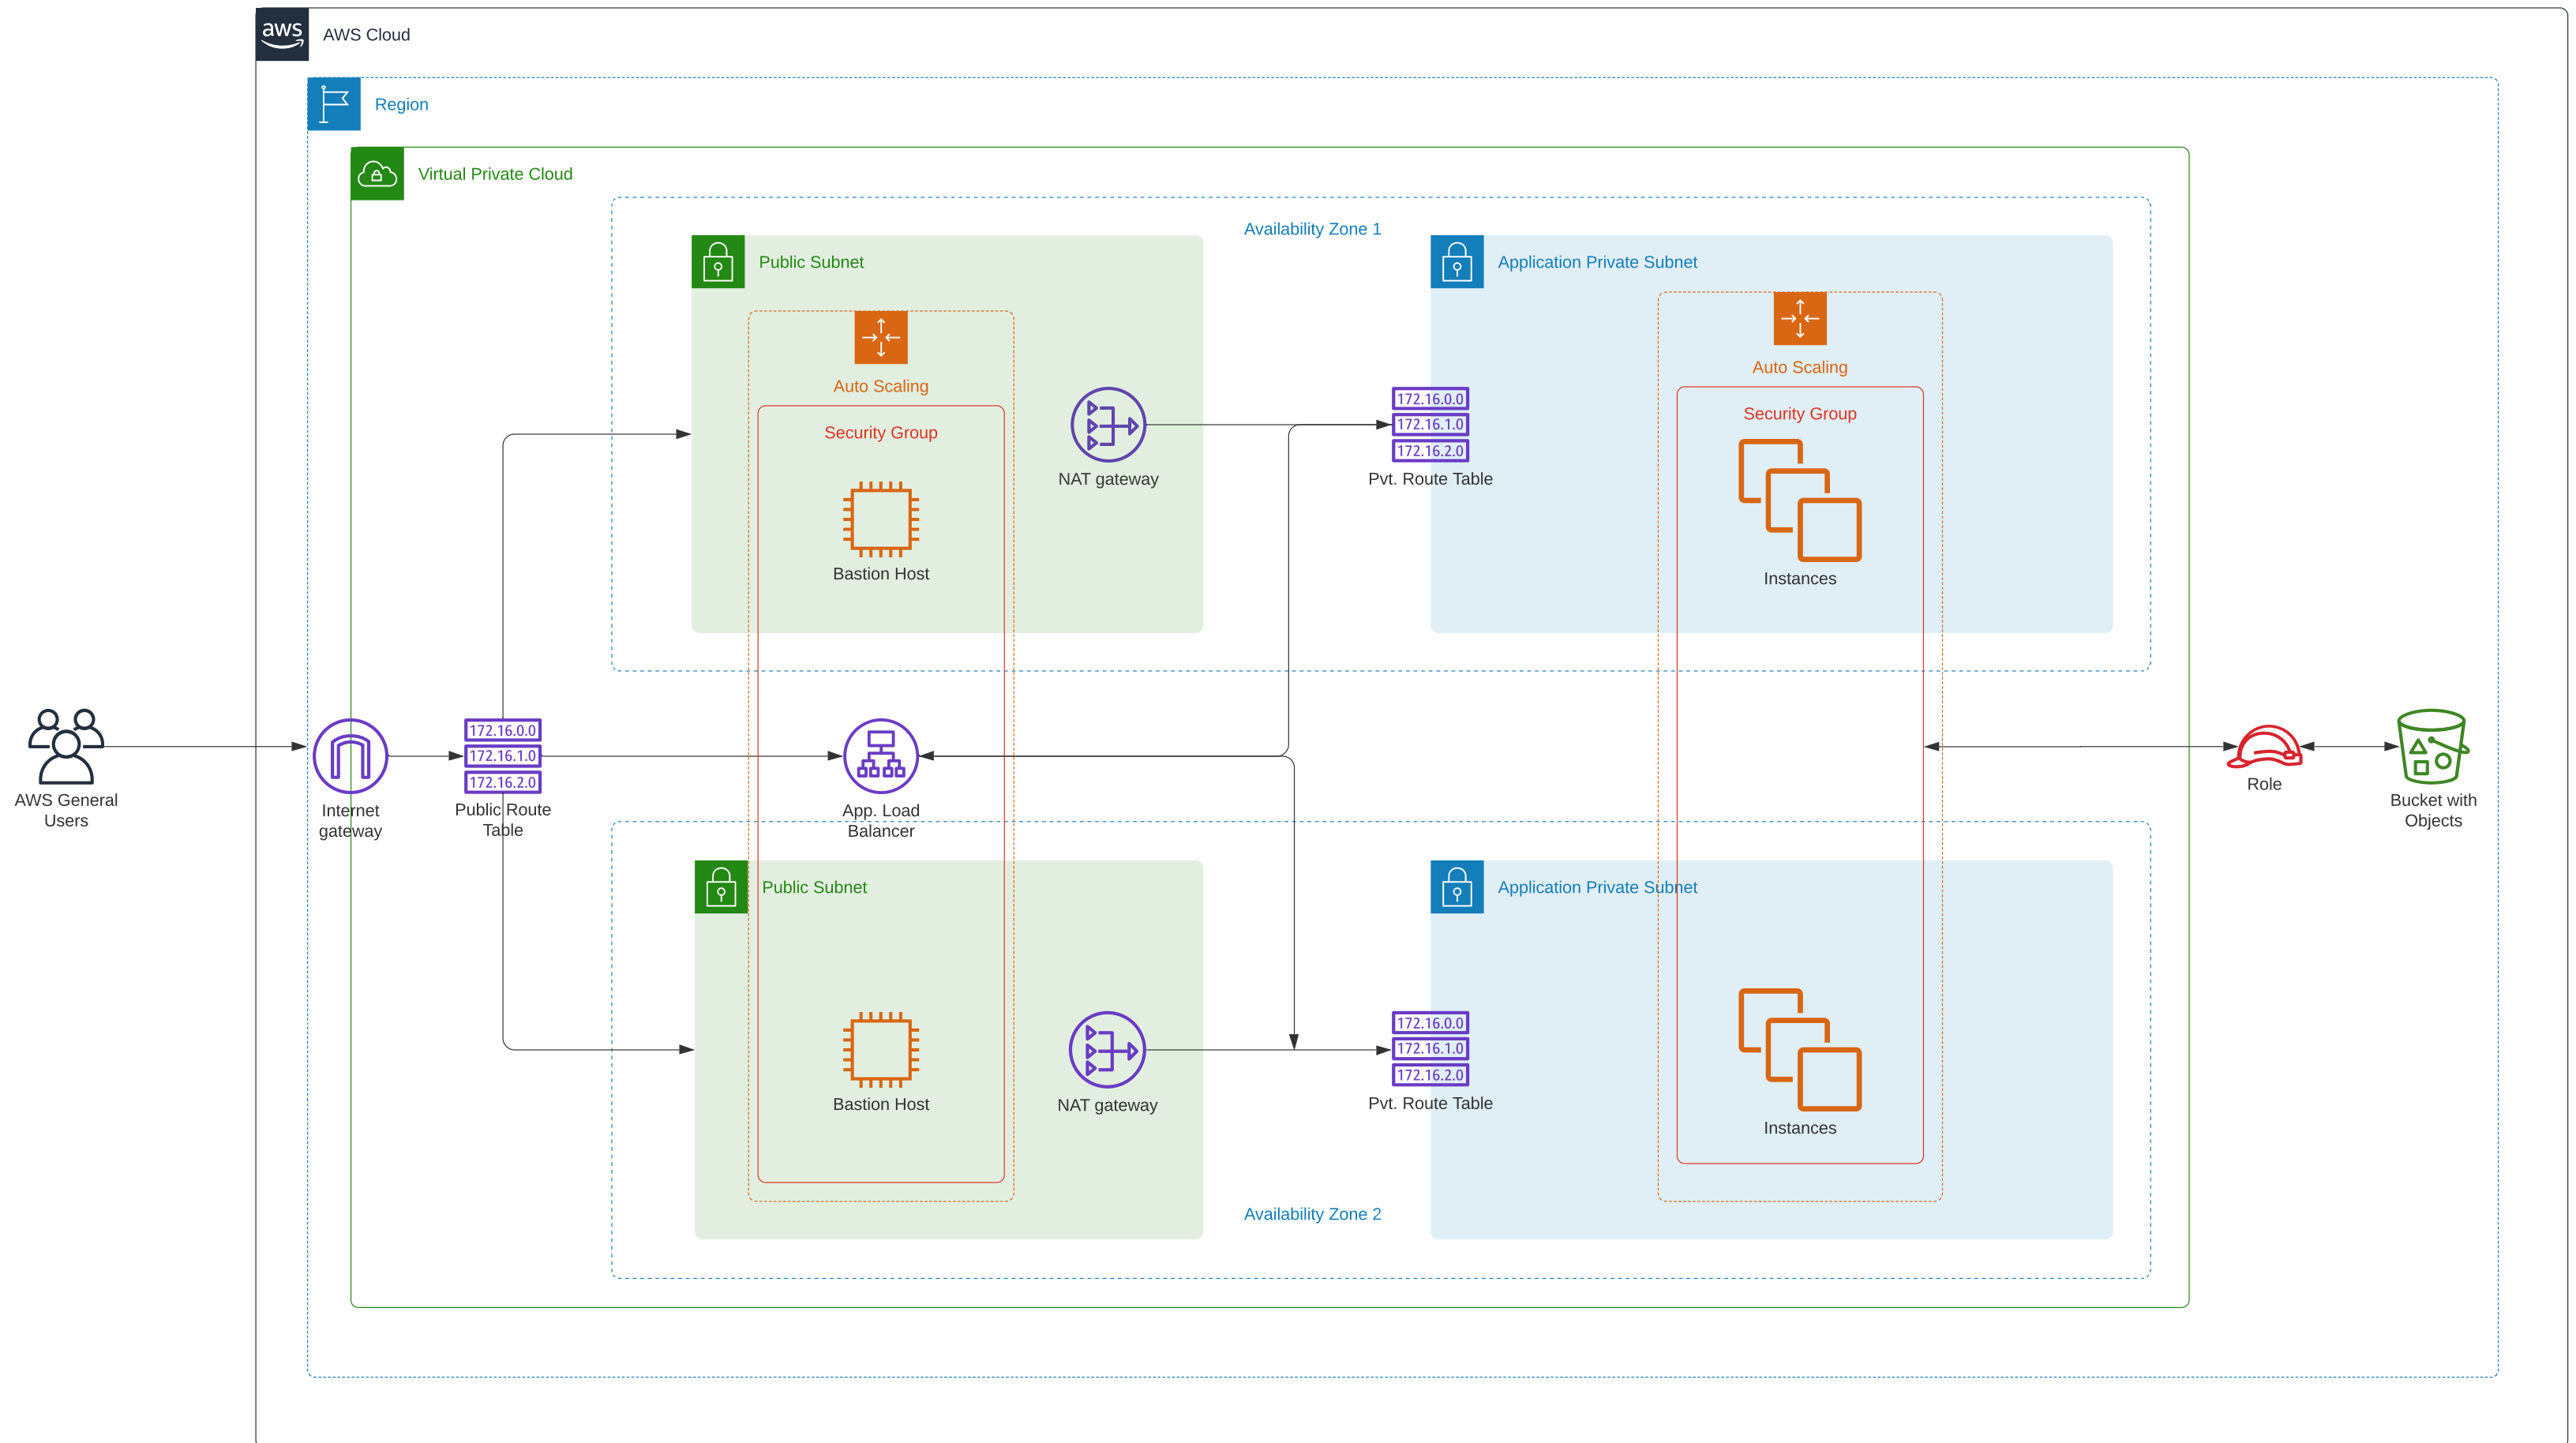 aws
AWS Cloud
Region
Virtual Private Cloud
Availability Zone 1
Public Subnet
Application Private Subnet
Auto Scaling
Security Group
Bastion Host
NAT gateway
172.16.0.0
172.16.1.0
172.16.2.0
Pvt. Route Table
Auto Scaling
Security Group
Instances
AWS General
Users
Internet
gateway
172.16.0.0
172.16.1.0
172.16.2.0
Public Route
Table
App. Load
Balancer
Role
Bucket with
Objects
Public Subnet
Application Private Subnet
Bastion Host
NAT gateway
172.16.0.0
172.16.1.0
172.16.2.0
Pvt. Route Table
Instances
Availability Zone 2